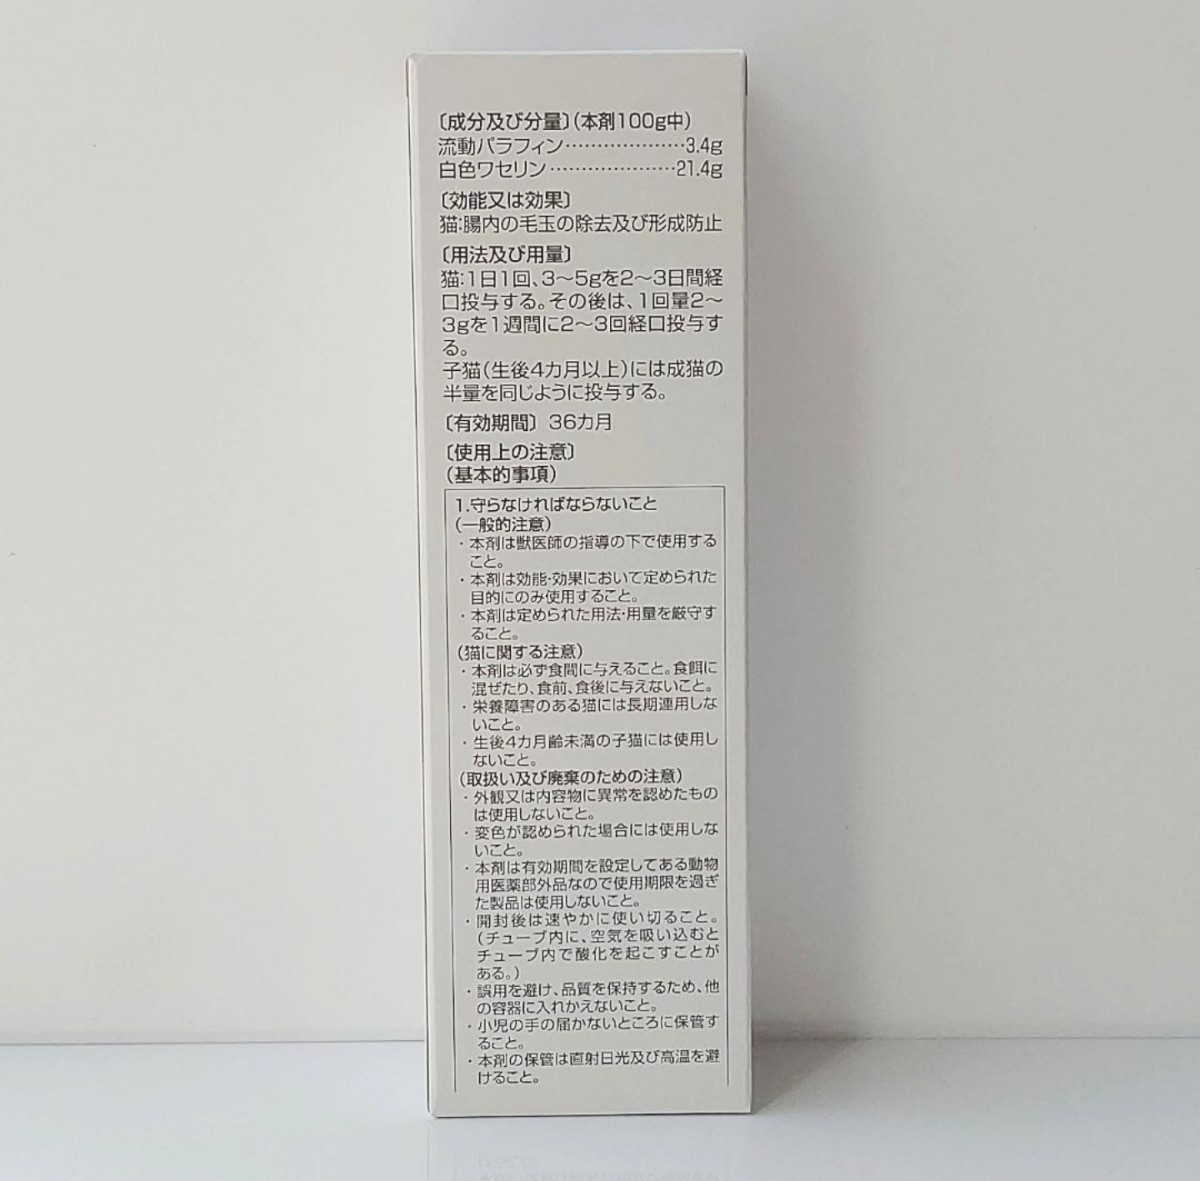 〔成分及び分量〕(本剤100g中)
流動パラフィン…………………3.4g
白色ワセリン…………………21.4g
〔効能又は効果〕
猫:腸内の毛玉の除去及び形成防止
〔用法及び用量〕
猫:1日1回、3〜5gを2〜3日間経
口投与する。その後は、1回量2〜
3gを1週間に2〜3回経口投与す
る。
子猫(生後4カ月以上)には成猫の
半量を同じように投与する。
〔有効期間〕 36カ月
〔使用上の注意〕
(基本的事項)
1.守らなければならないこと
(一般的注意)
・本剤は獣医師の指導の下で使用する
こと。
・本剤は効能・効果において定められた
目的にのみ使用すること。
・本剤は定められた用法・用量を厳守す
ること。
(猫に関する注意)
・本剤は必ず食間に与えること。食餌に
混ぜたり、食前、食後に与えないこと。
・栄養障害のある猫には長期連用しな
いこと。
・生後4カ月齢未満の子猫には使用し
ないこと。
(取扱い及び廃棄のための注意)
・外観又は内容物に異常を認めたもの
は使用しないこと。
・変色が認められた場合には使用しな
いこと。
・本剤は有効期間を設定してある動物
用医薬部外品なので使用期限を過ぎ
た製品は使用しないこと。
・開封後は速やかに使い切ること。
(チューブ内に、空気を吸い込むと
チューブ内で酸化を起こすことが
ある。)
・誤用を避け、品質を保持するため、他
の容器に入れかえないこと。
・小児の手の届かないところに保管す
ること。
・本剤の保管は直射日光及び高温を避
けること。